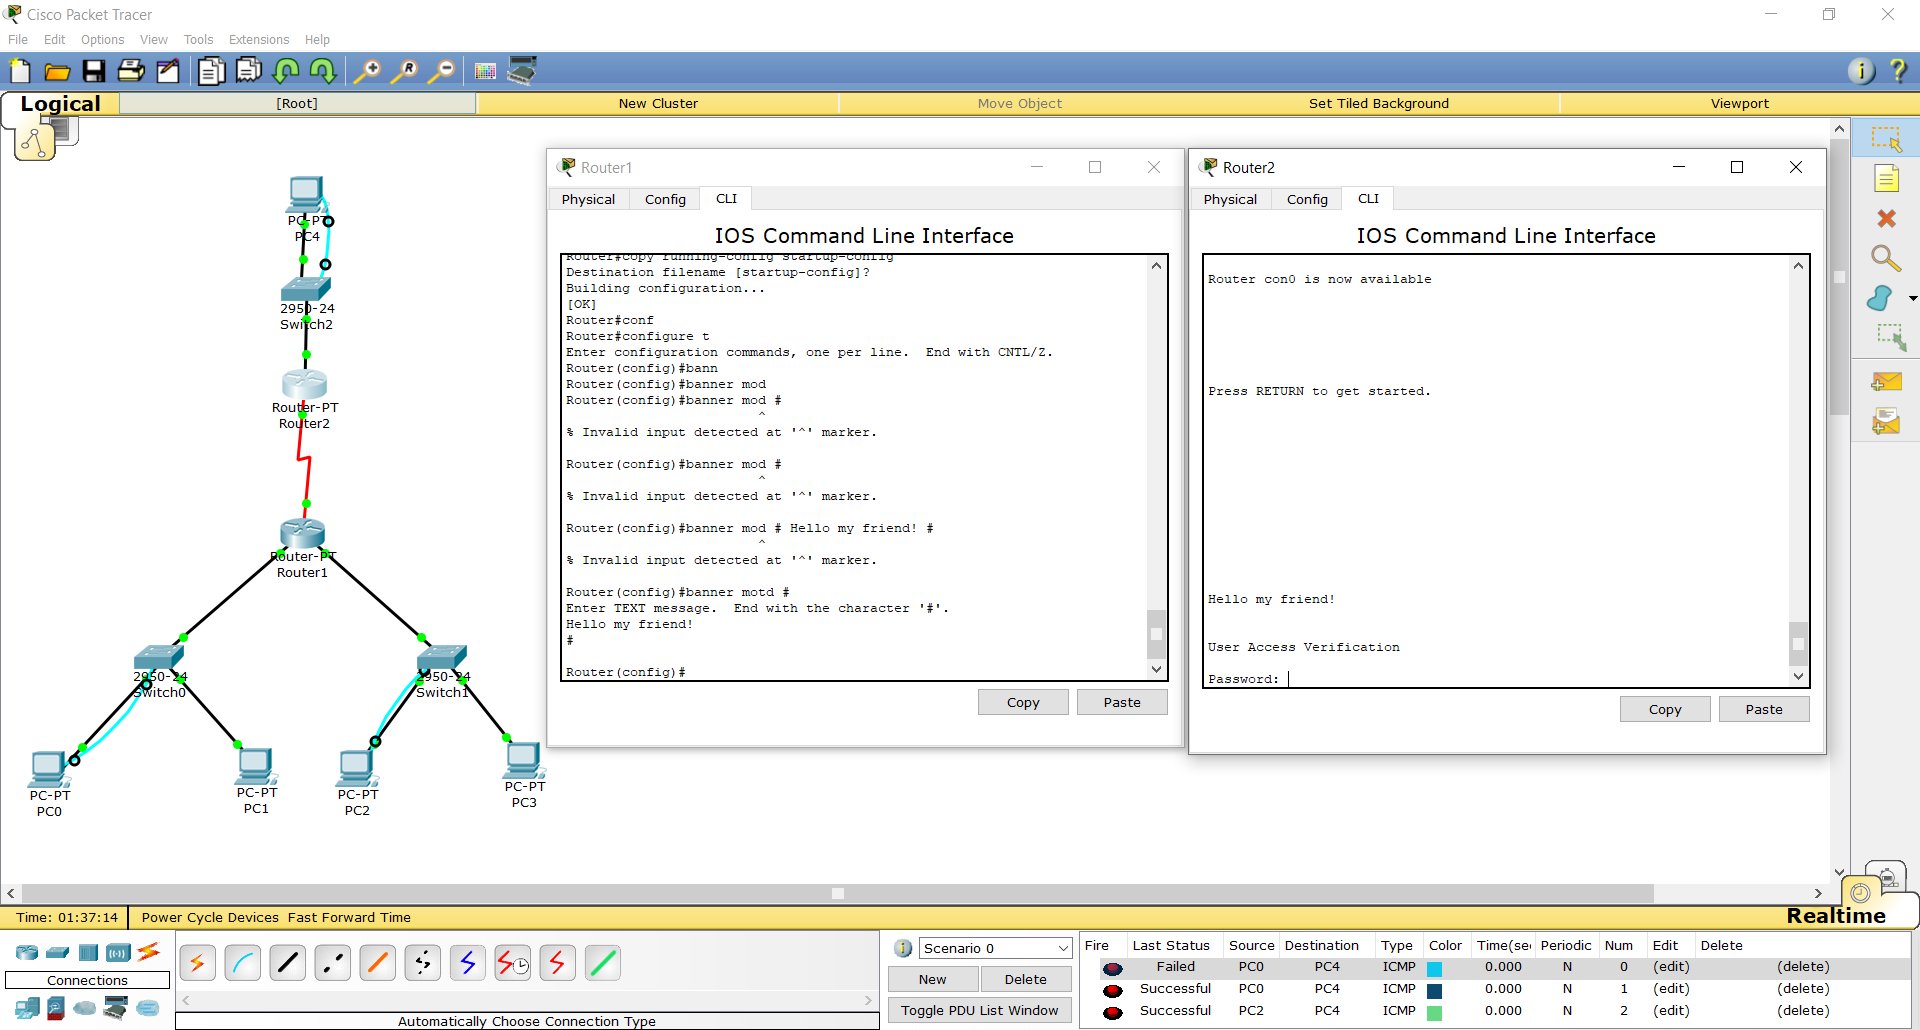 Cisco Packet Tracer
File Edit Options View Tools Extensions Help
Logical [Root] New Cluster Move Object Set Tiled Background Viewport
PC-PT
PC4
2950-24
Switch2
Router-PT
Router2
Router-PT
Router1
2950-24
Switch0
2950-24
Switch1
PC-PT
PC0
PC-PT
PC1
PC-PT
PC2
PC-PT
PC3
Router1
Physical Config CLI
IOS Command Line Interface
Router#copy running-config startup-config
Destination filename [startup-config]?
Building configuration...
[OK]
Router#conf
Router#configure t
Enter configuration commands, one per line.  End with CNTL/Z.
Router(config)#bann
Router(config)#banner mod
Router(config)#banner mod #
^
% Invalid input detected at '^' marker.
Router(config)#banner mod #
^
% Invalid input detected at '^' marker.
Router(config)#banner mod # Hello my friend! #
^
% Invalid input detected at '^' marker.
Router(config)#banner motd #
Enter TEXT message.  End with the character '#'.
Hello my friend!
#
Router(config)#
Copy Paste
Router2
Physical Config CLI
IOS Command Line Interface
Router con0 is now available
Press RETURN to get started.
Hello my friend!
User Access Verification
Password:
Copy Paste
Time: 01:37:14 Power Cycle Devices Fast Forward Time
Realtime
Connections
Automatically Choose Connection Type
Scenario 0
New Delete
Toggle PDU List Window
Fire Last Status Source Destination Type Color Time(sec Periodic Num Edit Delete
Failed PC0 PC4 ICMP 0.000 N 0 (edit) (delete)
Successful PC0 PC4 ICMP 0.000 N 1 (edit) (delete)
Successful PC2 PC4 ICMP 0.000 N 2 (edit) (delete)